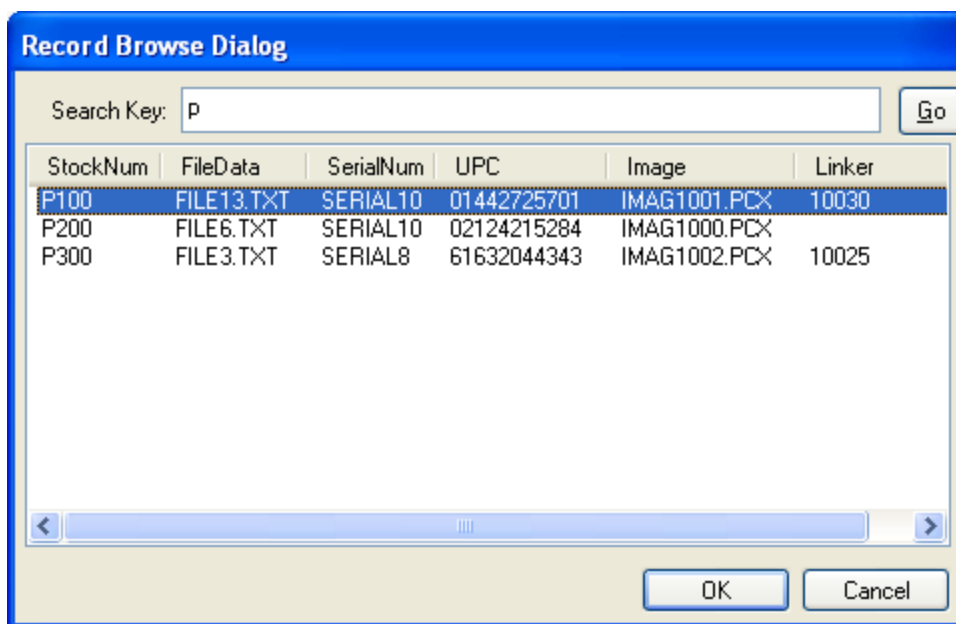 Record Browse Dialog
Search Key: p Go
StockNum FileData SerialNum UPC Image Linker
P100 FILE13.TXT SERIAL10 01442725701 IMAG1001.PCX 10030
P200 FILE6.TXT SERIAL10 02124215284 IMAG1000.PCX
P300 FILE3.TXT SERIAL8 61632044343 IMAG1002.PCX 10025
OK Cancel